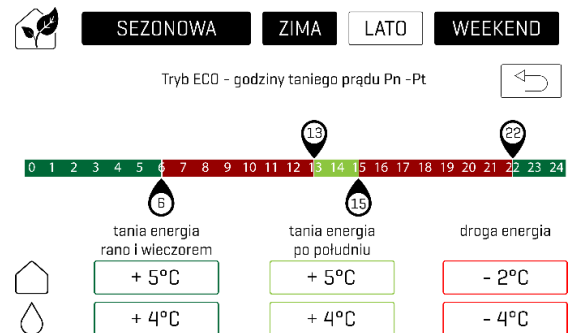 SEZONOWA ZIMA LATO WEEKEND
Tryb ECO - godziny taniego prądu Pn -Pt
13 22
0 1 2 3 4 5 6 7 8 9 10 11 12 13 14 15 16 17 18 19 20 21 22 23 24
6 15
tania energia tania energia droga energia
rano i wieczorem po południu
+ 5°C + 5°C - 2°C
+ 4°C + 4°C - 4°C